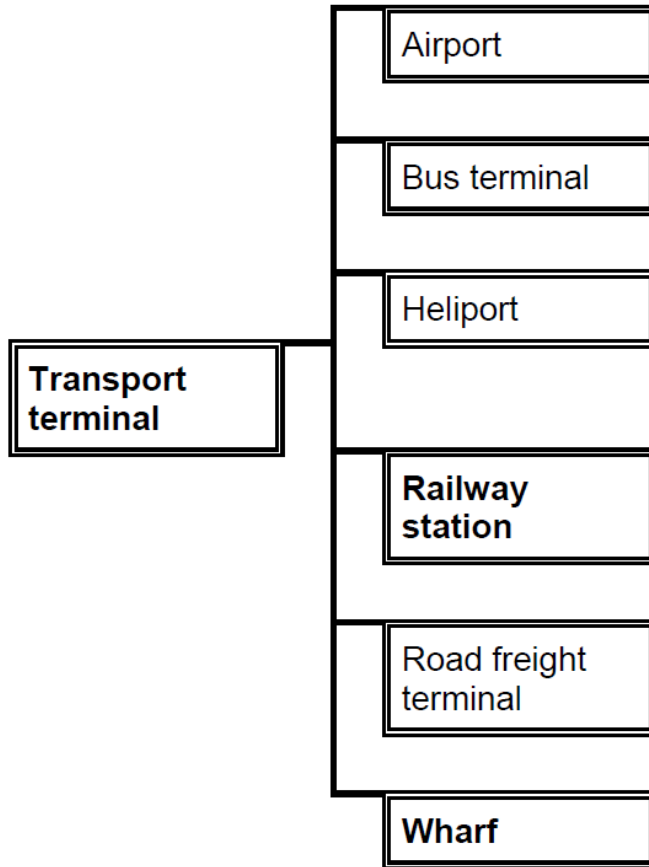 Airport
Bus terminal
Heliport
Transport
terminal
Railway
station
Road freight
terminal
Wharf